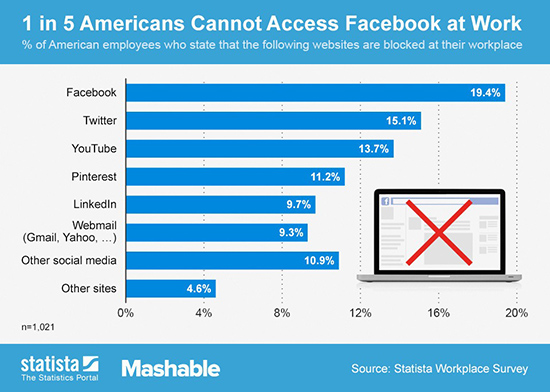 1 in 5 Americans Cannot Access Facebook at Work
% of American employees who state that the following websites are blocked at their workplace
Facebook 19.4%
Twitter 15.1%
YouTube 13.7%
Pinterest 11.2%
LinkedIn 9.7%
Webmail
(Gmail, Yahoo, ...) 9.3%
Other social media 10.9%
Other sites 4.6%
0% 4% 8% 12% 16% 20%
n=1,021
statista
The Statistics Portal
Mashable
Source: Statista Workplace Survey